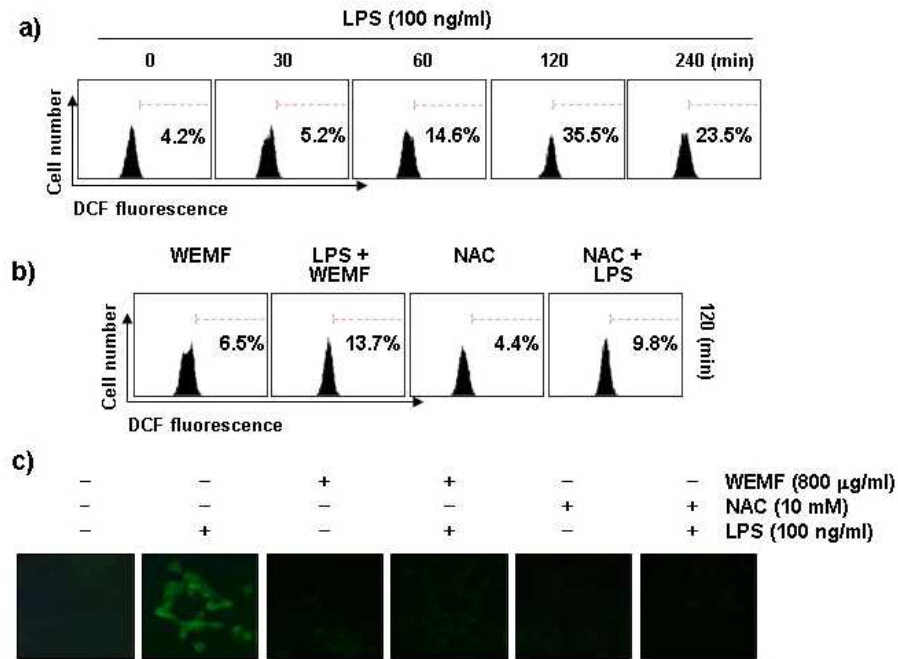 a)
LPS (100 ng/ml)
0 30 60 120 240 (min)
Cell number
4.2% 5.2% 14.6% 35.5% 23.5%
DCF fluorescence
b)
WEMF LPS + WEMF NAC NAC + LPS
Cell number
6.5% 13.7% 4.4% 9.8%
120 (min)
DCF fluorescence
c)
– – + + – – WEMF (800 μg/ml)
– – – – + + NAC (10 mM)
– + – + – + LPS (100 ng/ml)